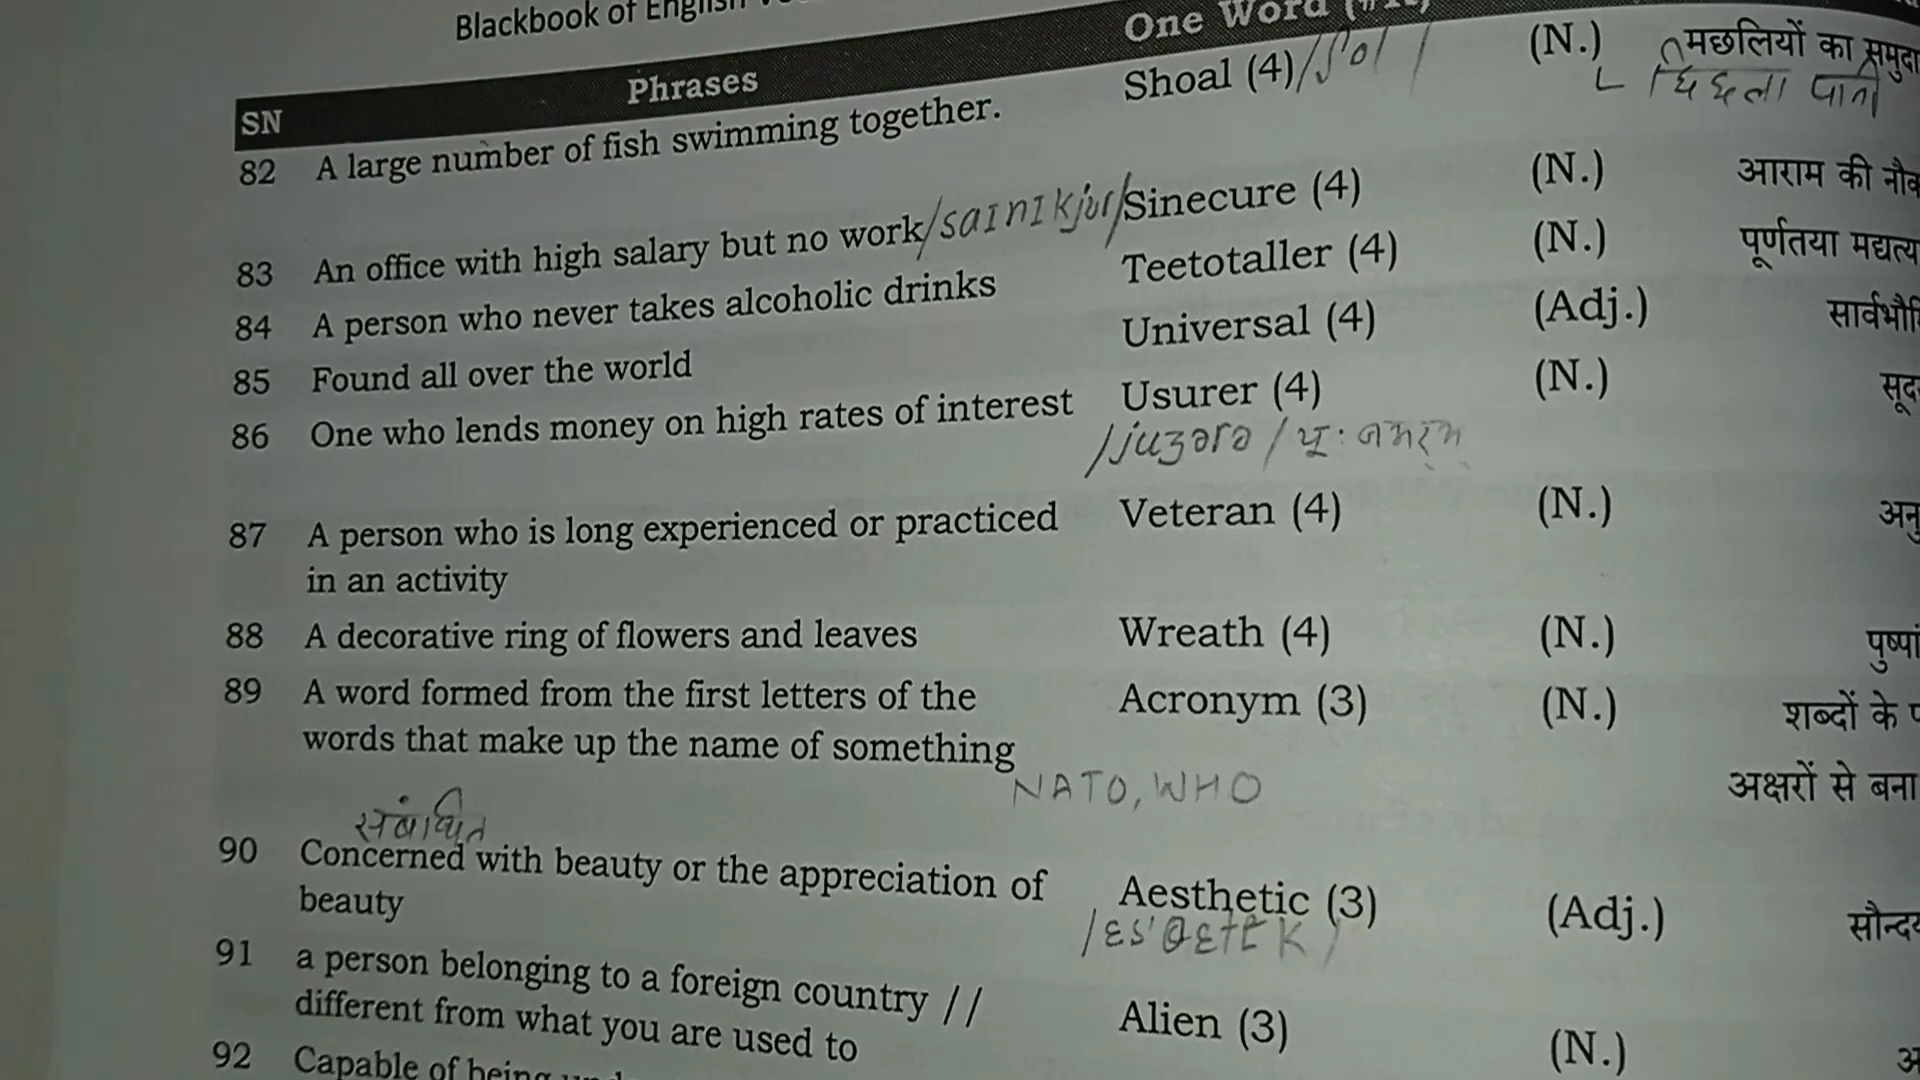 Blackbook of English
SN Phrases One Word
82 A large number of fish swimming together. Shoal (4) (N.) मछलियों का
83 An office with high salary but no work /sainikjur/ Sinecure (4) (N.) आराम की
84 A person who never takes alcoholic drinks Teetotaller (4) (N.) पूर्णतया
85 Found all over the world Universal (4) (Adj.)
86 One who lends money on high rates of interest Usurer (4) (N.)
87 A person who is long experienced or practiced Veteran (4) (N.)
in an activity
88 A decorative ring of flowers and leaves Wreath (4) (N.)
89 A word formed from the first letters of the Acronym (3) (N.) शब्दों के
words that make up the name of something
NATO, WHO अक्षरों से बना
संबंधित
90 Concerned with beauty or the appreciation of Aesthetic (3) (Adj.)
beauty
91 a person belonging to a foreign country // Alien (3) (N.)
different from what you are used to
92 Capable of being